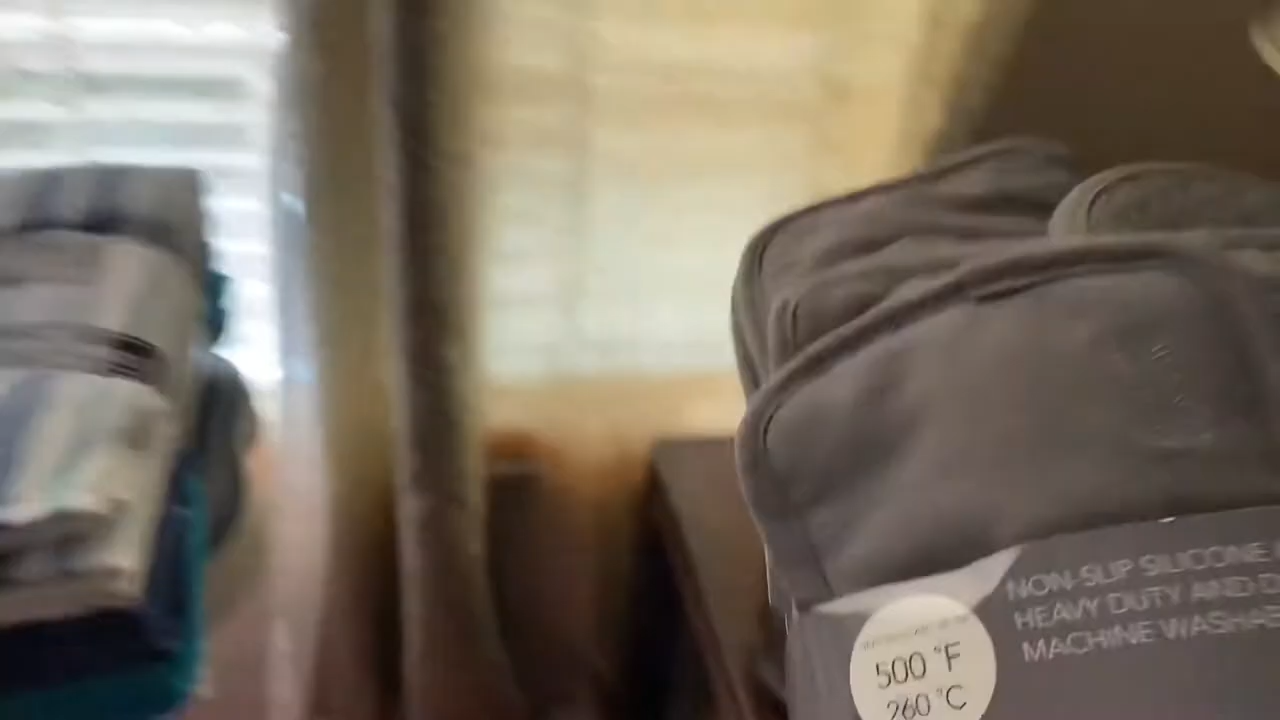 NON-SLIP SILICONE
HEAVY DUTY AND D
MACHINE WASHAB
500 °F
260 °C